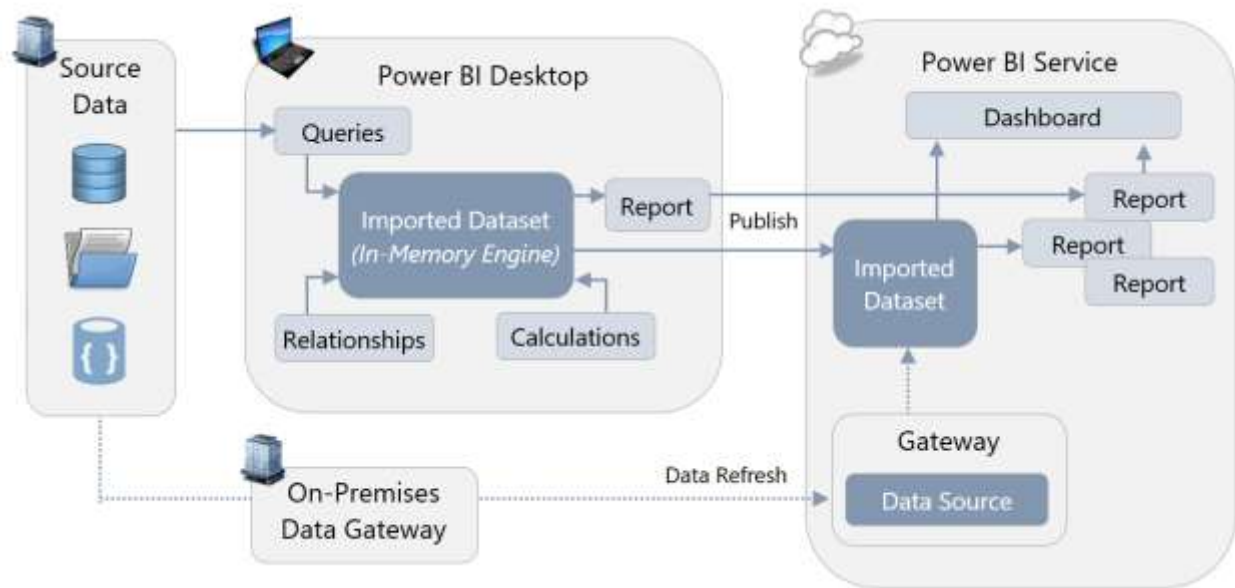 Source
Data
Power BI Desktop
Queries
Imported Dataset
(In-Memory Engine)
Report
Relationships
Calculations
Publish
Power BI Service
Dashboard
Report
Report
Report
Imported
Dataset
Gateway
Data Source
On-Premises
Data Gateway
Data Refresh
{ }